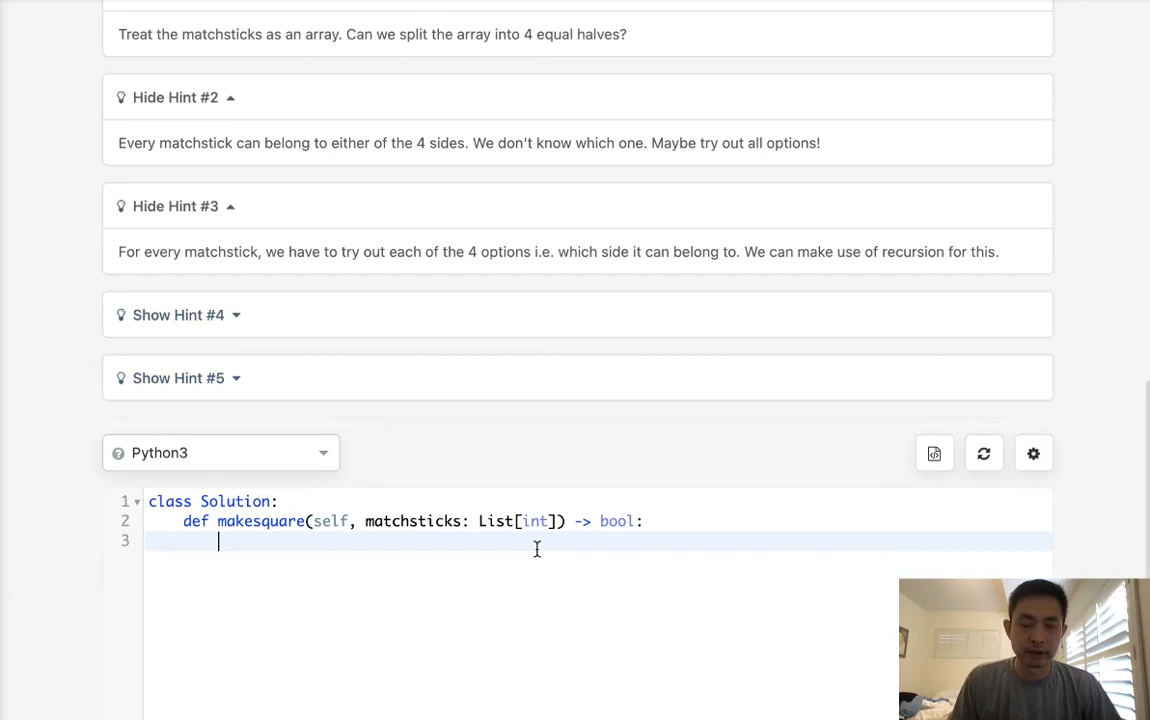 Treat the matchsticks as an array. Can we split the array into 4 equal halves?
Hide Hint #2
Every matchstick can belong to either of the 4 sides. We don't know which one. Maybe try out all options!
Hide Hint #3
For every matchstick, we have to try out each of the 4 options i.e. which side it can belong to. We can make use of recursion for this.
Show Hint #4
Show Hint #5
Python3
1 class Solution:
2 def makesquare(self, matchsticks: List[int]) -> bool:
3